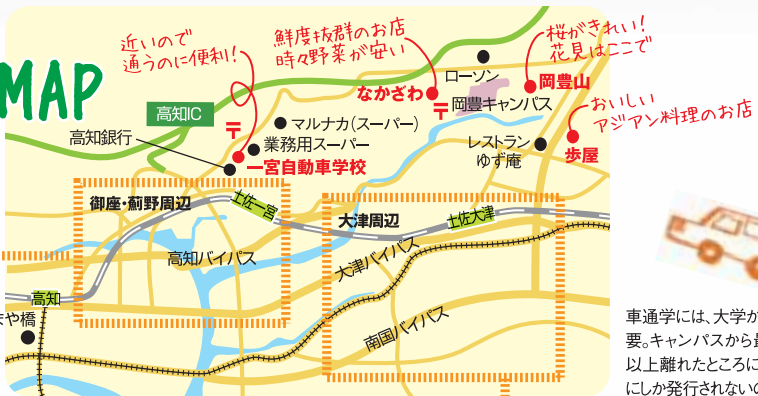 MAP
近いので
通うのに便利!
鮮度抜群のお店
時々野菜が安い
桜がきれい!
花見はここで
おいしい
アジアン料理のお店
ローソン
なかざわ
岡豊山
〒
岡豊キャンパス
高知IC
〒
マルナカ(スーパー)
高知銀行
業務用スーパー
一宮自動車学校
レストラン
ゆず庵
歩屋
御座・薊野周辺
土佐一宮
大津周辺
土佐大津
高知バイパス
大津バイパス
高知
南国バイパス
や橋
車通学には、大学が
要。キャンパスから最
以上離れたところに
にしか発行されないの